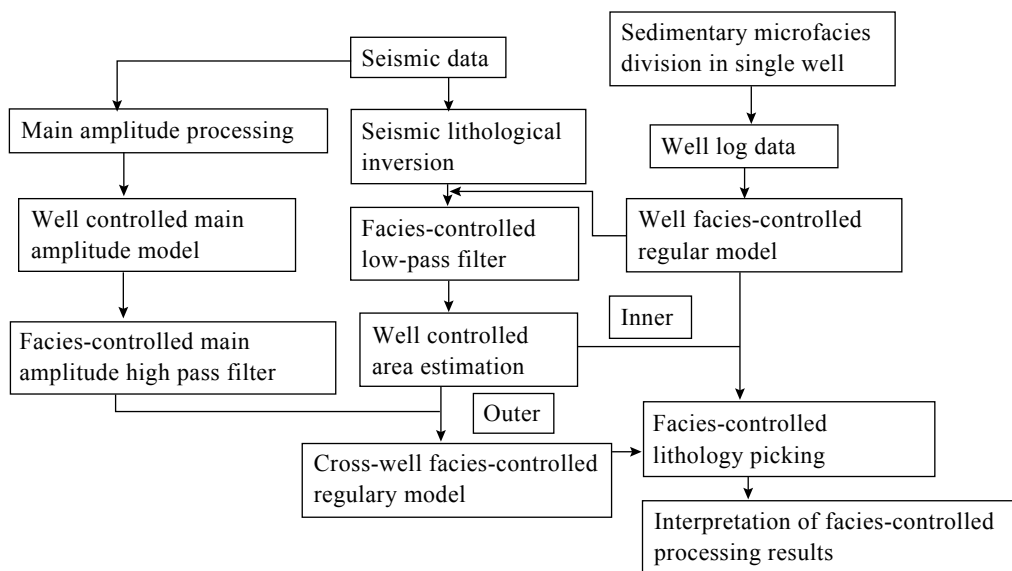 Sedimentary microfacies
division in single well
Seismic data
Main amplitude processing
Seismic lithological
inversion
Well log data
Well controlled main
amplitude model
Facies-controlled
low-pass filter
Well facies-controlled
regular model
Inner
Facies-controlled main
amplitude high pass filter
Well controlled
area estimation
Outer
Facies-controlled
lithology picking
Cross-well facies-controlled
regulary model
Interpretation of facies-controlled
processing results